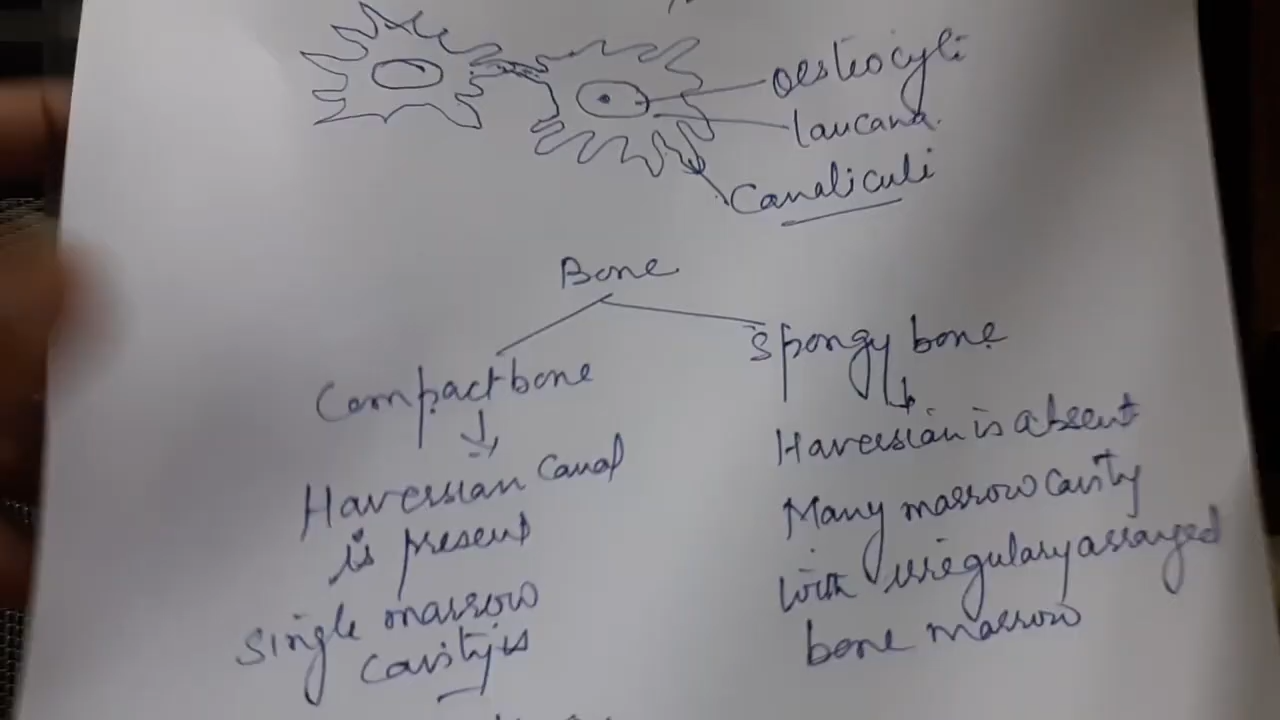 Oesteocyti
laucana.
Canaliculi
Bone
Compact bone
Spongy bone
Haversian canal
is present
Single marrow
cavity is
Haversian is absent
Many marrow cavity
with irregulary arranged
bone marrow